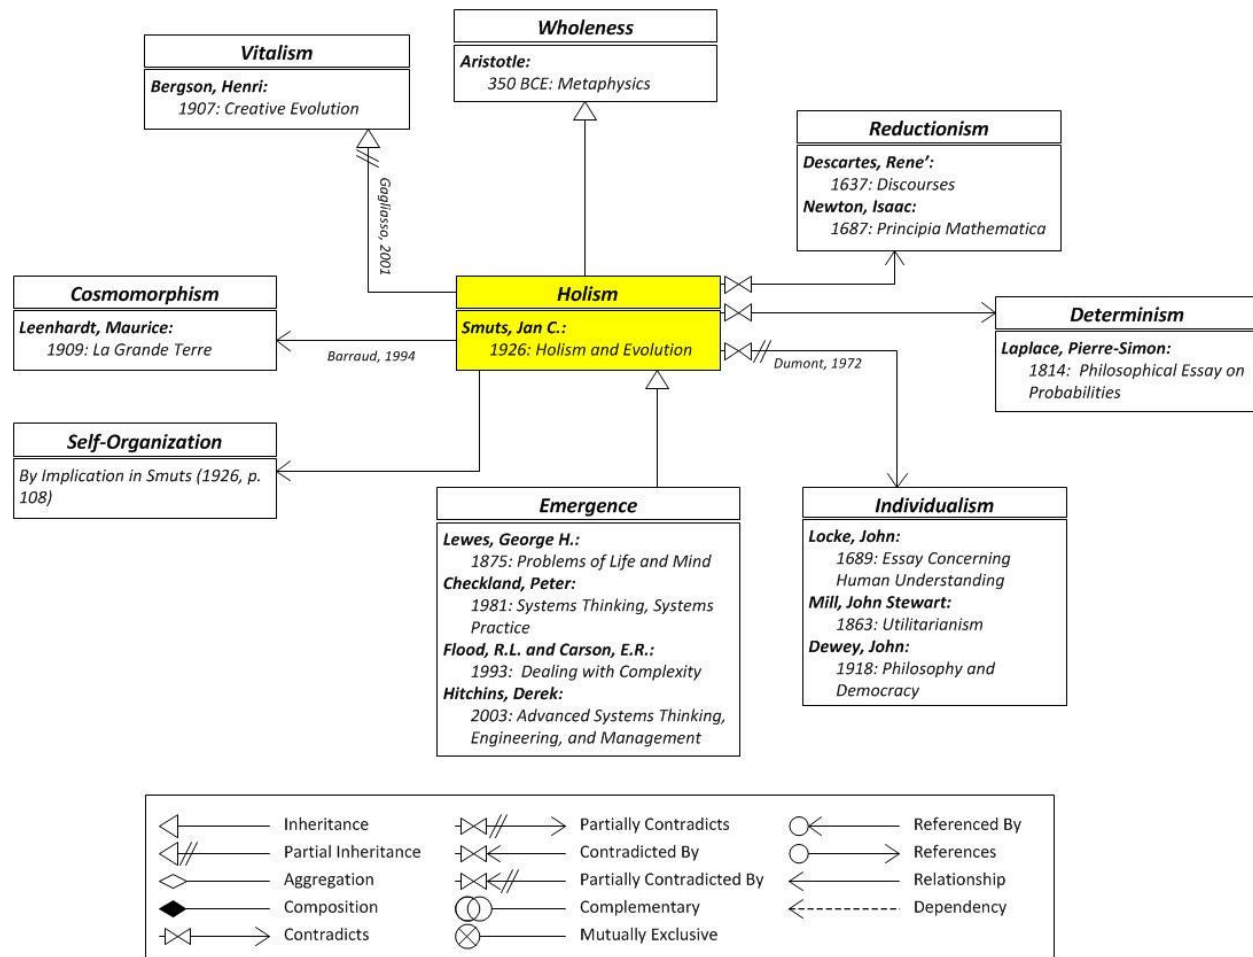 Wholeness
Aristotle:
350 BCE: Metaphysics
Vitalism
Bergson, Henri:
1907: Creative Evolution
Gagliasso, 2001
Reductionism
Descartes, Rene’:
1637: Discourses
Newton, Isaac:
1687: Principia Mathematica
Cosmomorphism
Leenhardt, Maurice:
1909: La Grande Terre
Barraud, 1994
Holism
Smuts, Jan C.:
1926: Holism and Evolution
Dumont, 1972
Determinism
Laplace, Pierre-Simon:
1814: Philosophical Essay on
Probabilities
Self-Organization
By Implication in Smuts (1926, p.
108)
Emergence
Lewes, George H.:
1875: Problems of Life and Mind
Checkland, Peter:
1981: Systems Thinking, Systems
Practice
Flood, R.L. and Carson, E.R.:
1993: Dealing with Complexity
Hitchins, Derek:
2003: Advanced Systems Thinking,
Engineering, and Management
Individualism
Locke, John:
1689: Essay Concerning
Human Understanding
Mill, John Stewart:
1863: Utilitarianism
Dewey, John:
1918: Philosophy and
Democracy
Inheritance
Partial Inheritance
Aggregation
Composition
Contradicts
Partially Contradicts
Contradicted By
Partially Contradicted By
Complementary
Mutually Exclusive
Referenced By
References
Relationship
Dependency